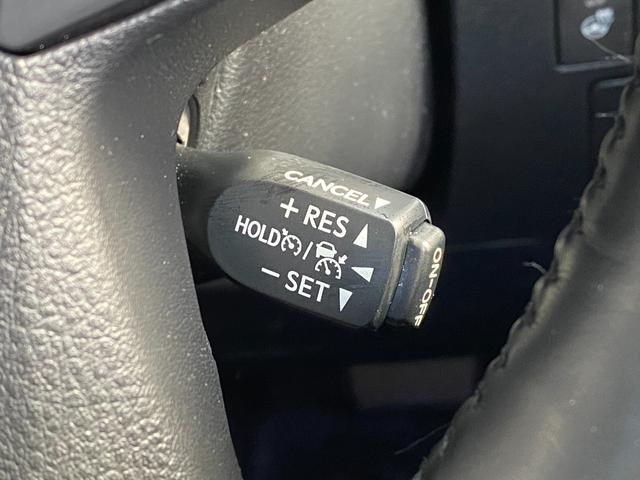 CANCEL
+ RES
HOLD /
− SET
ON-OFF